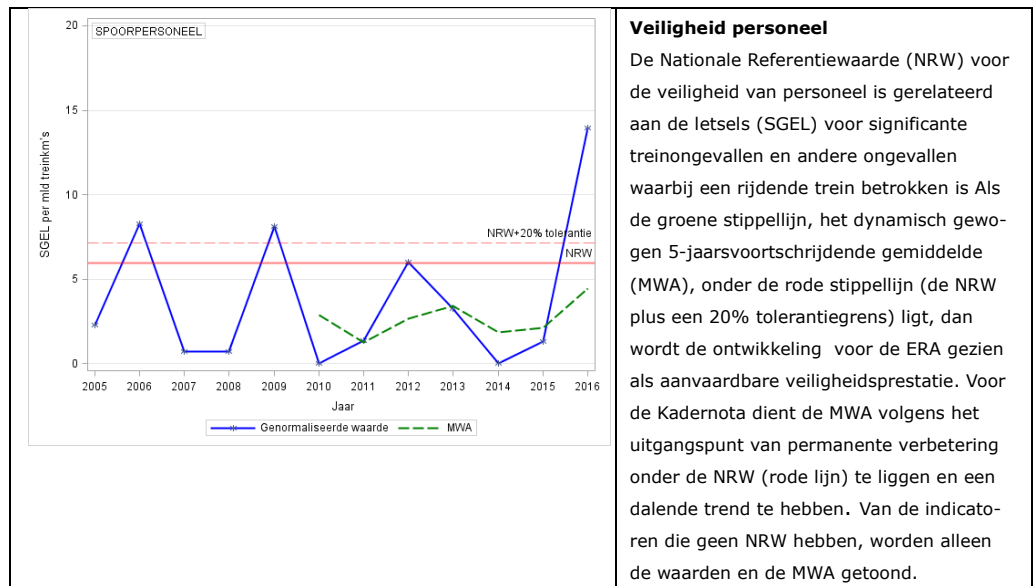 20
SPOORPERSONEEL
15
10
5
0
SGEL per mld treinkm's
NRW+20% tolerantie
NRW
2005 2006 2007 2008 2009 2010 2011 2012 2013 2014 2015 2016
Jaar
Genormaliseerde waarde MWA
Veiligheid personeel
De Nationale Referentiewaarde (NRW) voor
de veiligheid van personeel is gerelateerd
aan de letsels (SGEL) voor significante
treinongevallen en andere ongevallen
waarbij een rijdende trein betrokken is Als
de groene stippellijn, het dynamisch gewo-
gen 5-jaarsvoortschrijdende gemiddelde
(MWA), onder de rode stippellijn (de NRW
plus een 20% tolerantiegrens) ligt, dan
wordt de ontwikkeling voor de ERA gezien
als aanvaardbare veiligheidsprestatie. Voor
de Kadernota dient de MWA volgens het
uitgangspunt van permanente verbetering
onder de NRW (rode lijn) te liggen en een
dalende trend te hebben. Van de indicato-
ren die geen NRW hebben, worden alleen
de waarden en de MWA getoond.